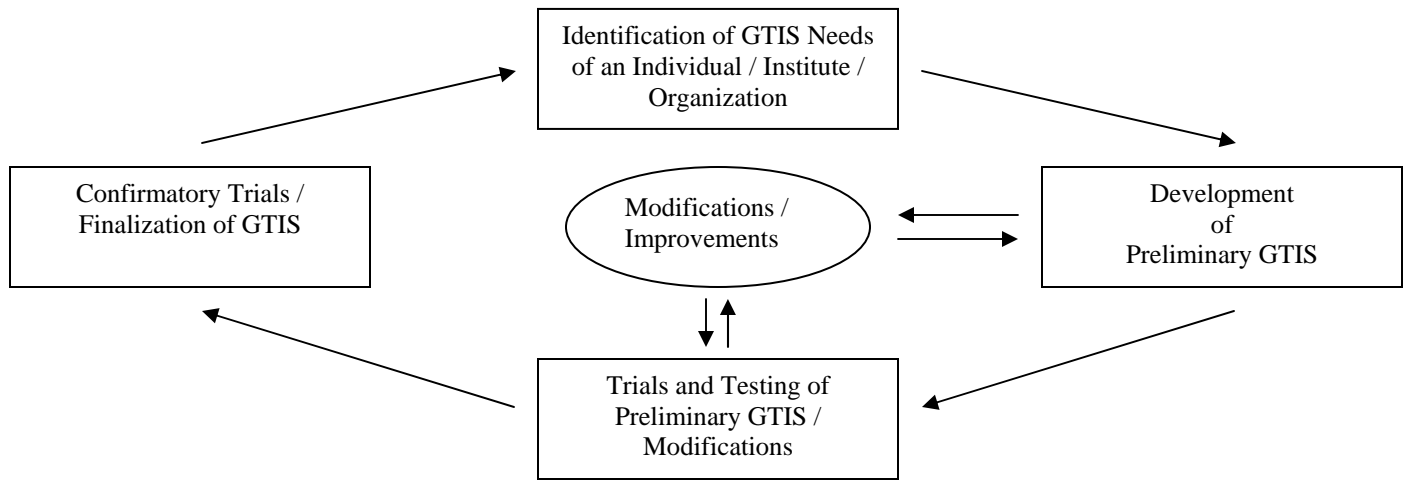 Identification of GTIS Needs
of an Individual / Institute /
Organization
Confirmatory Trials /
Finalization of GTIS
Modifications /
Improvements
Development
of
Preliminary GTIS
Trials and Testing of
Preliminary GTIS /
Modifications